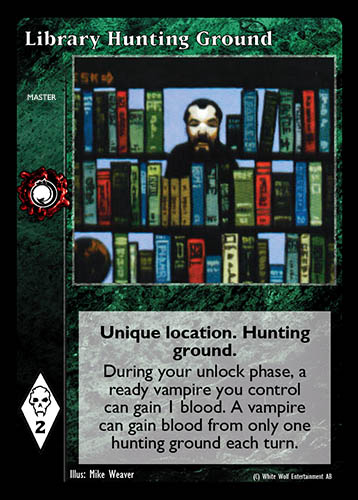 Library Hunting Ground
ESK
MASTER
Unique location. Hunting
ground.
During your unlock phase, a
ready vampire you control
can gain 1 blood. A vampire
can gain blood from only one
hunting ground each turn.
2
Illus: Mike Weaver
(C) White Wolf Entertainment AB